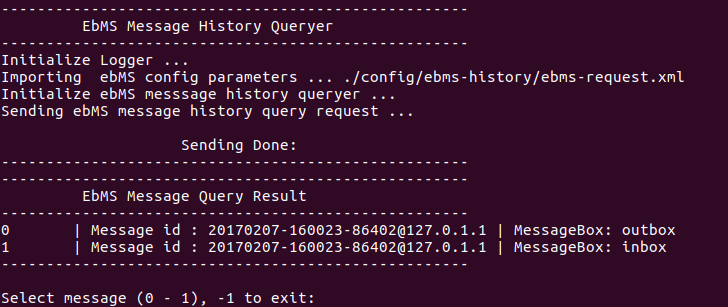 ----------------------------------------------------
         EbMS Message History Queryer
----------------------------------------------------
Initialize Logger ...
Importing  ebMS config parameters ... ./config/ebms-history/ebms-request.xml
Initialize ebMS messsage history queryer ...
Sending ebMS message history query request ...

                    Sending Done:
----------------------------------------------------
----------------------------------------------------
         EbMS Message Query Result
----------------------------------------------------
0       | Message id : 20170207-160023-86402@127.0.1.1 | MessageBox: outbox
1       | Message id : 20170207-160023-86402@127.0.1.1 | MessageBox: inbox
----------------------------------------------------

Select message (0 - 1), -1 to exit: